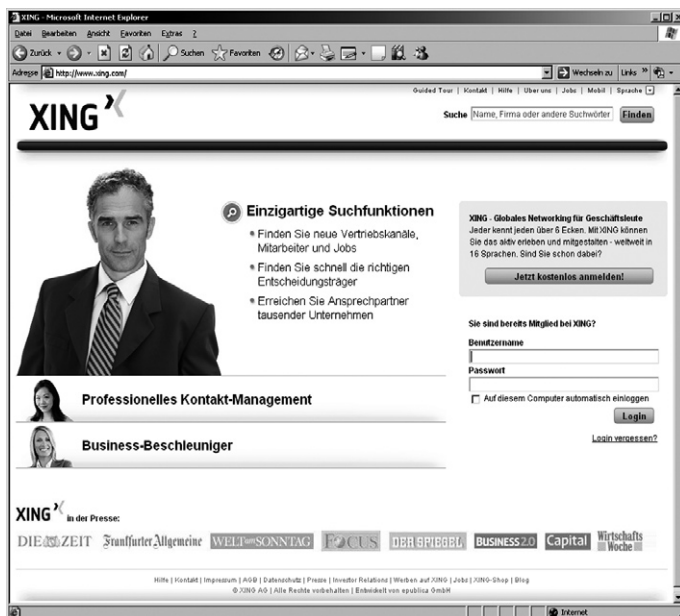 XING - Microsoft Internet Explorer
Datei Bearbeiten Ansicht Favoriten Extras ?
Zurück Suchen Favoriten
Adresse http://www.xing.com/ Wechseln zu Links »
Guided Tour | Kontakt | Hilfe | Über uns | Jobs | Mobil | Sprache
XING
Suche Name, Firma oder andere Suchwörter Finden
Einzigartige Suchfunktionen
Finden Sie neue Vertriebskanäle,
Mitarbeiter und Jobs
Finden Sie schnell die richtigen
Entscheidungsträger
Erreichen Sie Ansprechpartner
tausender Unternehmen
Professionelles Kontakt-Management
Business-Beschleuniger
XING - Globales Networking für Geschäftsleute
Jeder kennt jeden über 6 Ecken. Mit XING können
Sie das aktiv erleben und mitgestalten - weltweit in
16 Sprachen. Sind Sie schon dabei?
Jetzt kostenlos anmelden!
Sie sind bereits Mitglied bei XING?
Benutzername
Passwort
Auf diesem Computer automatisch einloggen
Login
Login vergessen?
XING in der Presse:
DIE ZEIT Frankfurter Allgemeine WELT am SONNTAG FOCUS DER SPIEGEL BUSINESS 2.0 Capital Wirtschafts
Woche
Hilfe | Kontakt | Impressum | AGB | Datenschutz | Presse | Investor Relations | Werben auf XING | Jobs | XING-Shop | Blog
© XING AG | Alle Rechte vorbehalten | Entwickelt von epublica GmbH
Internet